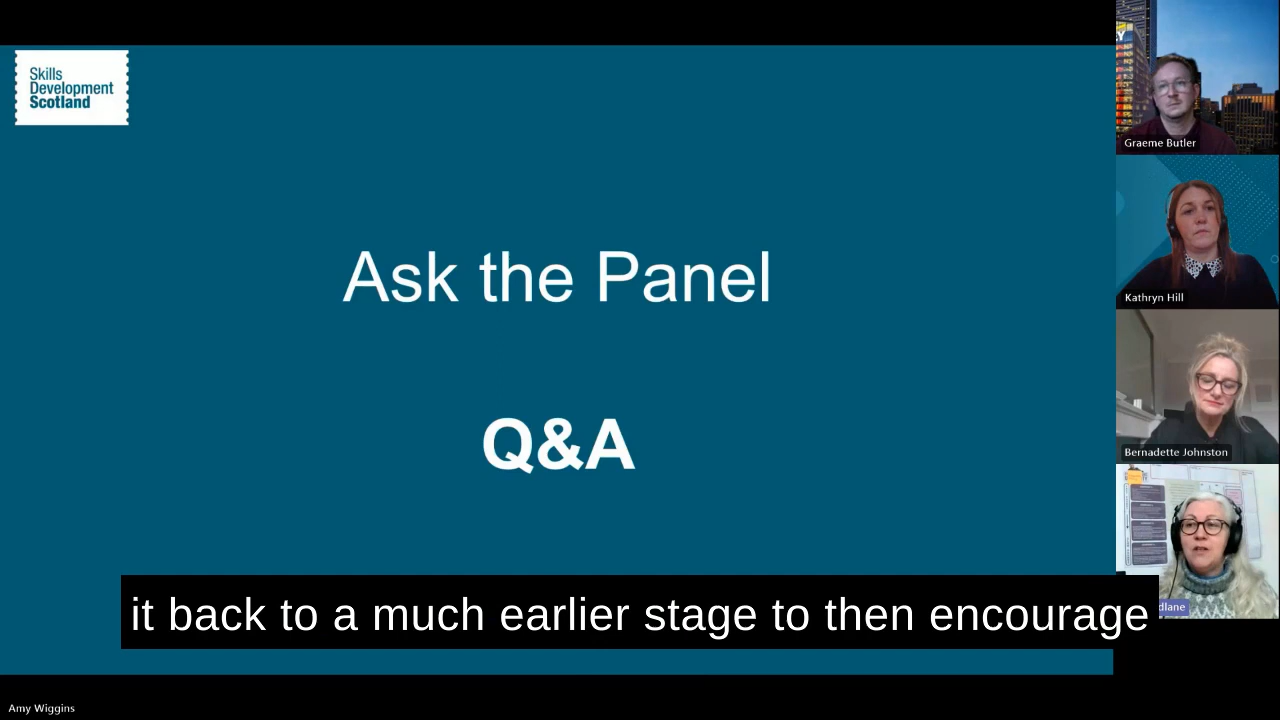 Skills
Development
Scotland
Ask the Panel
Q&A
Graeme Butler
Kathryn Hill
Bernadette Johnston
dlane
it back to a much earlier stage to then encourage
Amy Wiggins